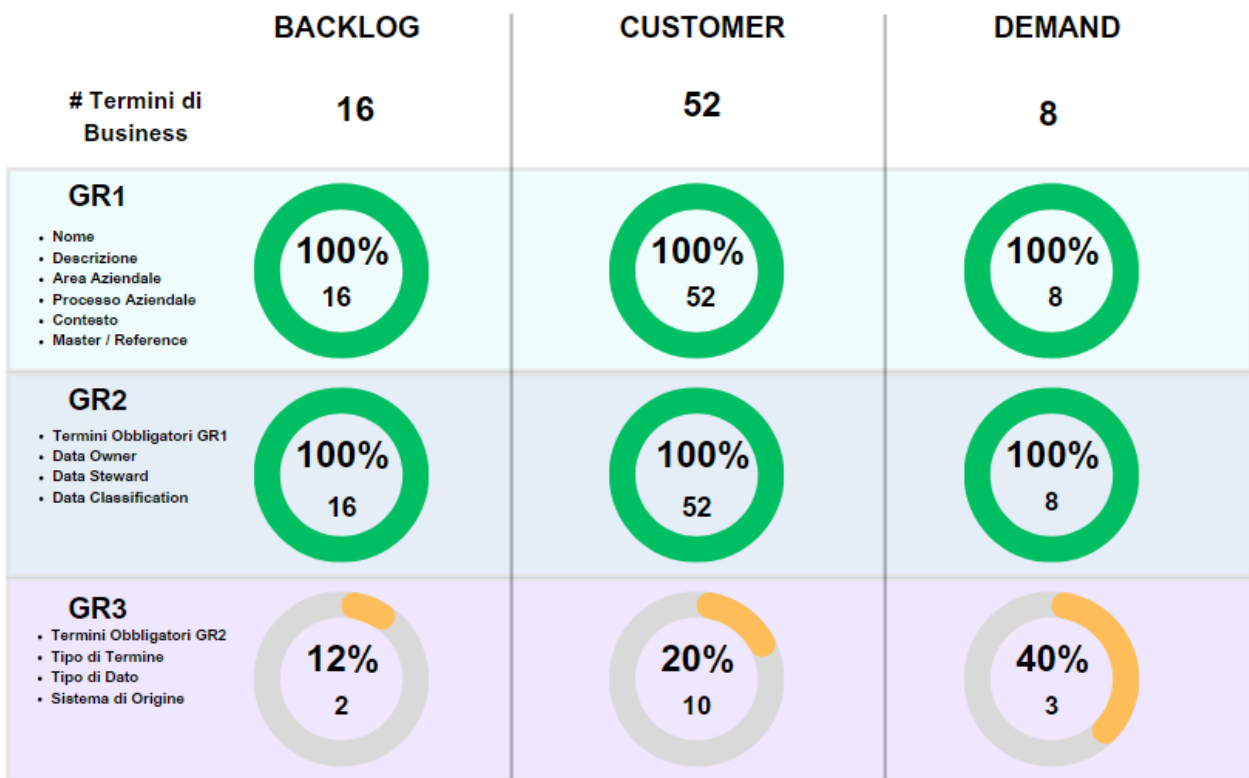 BACKLOG
CUSTOMER
DEMAND
# Termini di
Business
16
52
8
GR1
• Nome
• Descrizione
• Area Aziendale
• Processo Aziendale
• Contesto
• Master / Reference
100%
16
100%
52
100%
8
GR2
• Termini Obbligatori GR1
• Data Owner
• Data Steward
• Data Classification
100%
16
100%
52
100%
8
GR3
• Termini Obbligatori GR2
• Tipo di Termine
• Tipo di Dato
• Sistema di Origine
12%
2
20%
10
40%
3